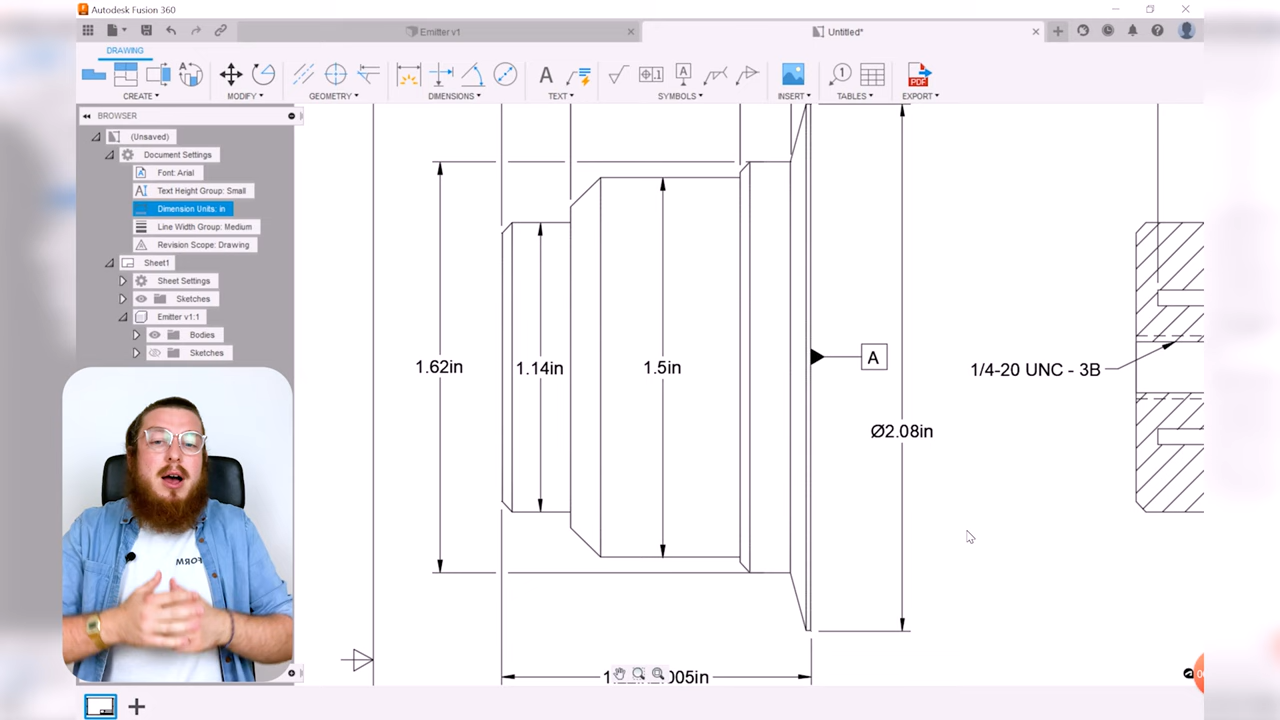 Autodesk Fusion 360
Emitter v1
Untitled*
DRAWING
CREATE
MODIFY
GEOMETRY
DIMENSIONS
TEXT
SYMBOLS
INSERT
TABLES
EXPORT
PDF
BROWSER
(Unsaved)
Document Settings
Font: Arial
Text Height Group: Small
Dimension Units: in
Line Width Group: Medium
Revision Scope: Drawing
Sheet1
Sheet Settings
Sketches
Emitter v1:1
Bodies
Sketches
1.62in
1.14in
1.5in
A
1/4-20 UNC - 3B
Ø2.08in
005in
FORM